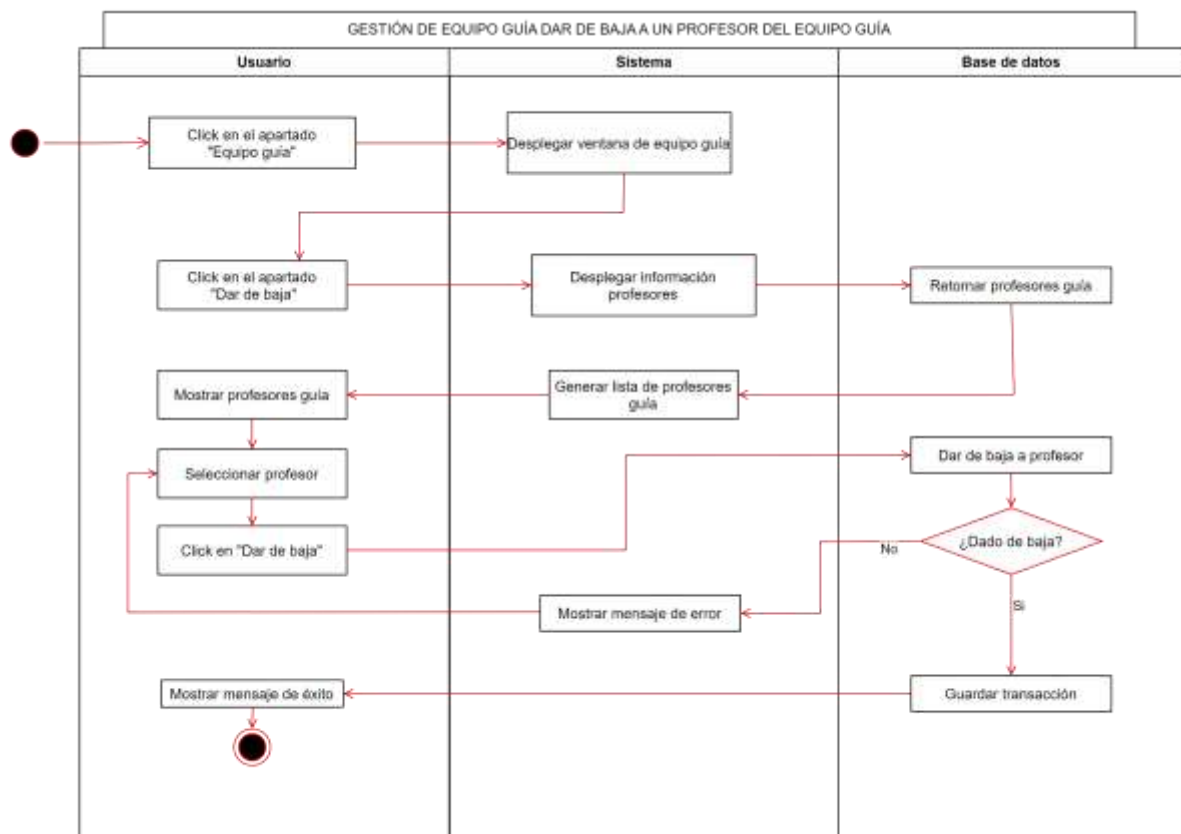 GESTIÓN DE EQUIPO GUÍA DAR DE BAJA A UN PROFESOR DEL EQUIPO GUÍA
Usuario
Sistema
Base de datos
Click en el apartado
"Equipo guía"
Desplegar ventana de equipo guía
Click en el apartado
"Dar de baja"
Desplegar información
profesores
Retornar profesores guía
Mostrar profesores guía
Generar lista de profesores
guía
Seleccionar profesor
Dar de baja a profesor
Click en "Dar de baja"
¿Dado de baja?
No
Mostrar mensaje de error
Si
Mostrar mensaje de éxito
Guardar transacción